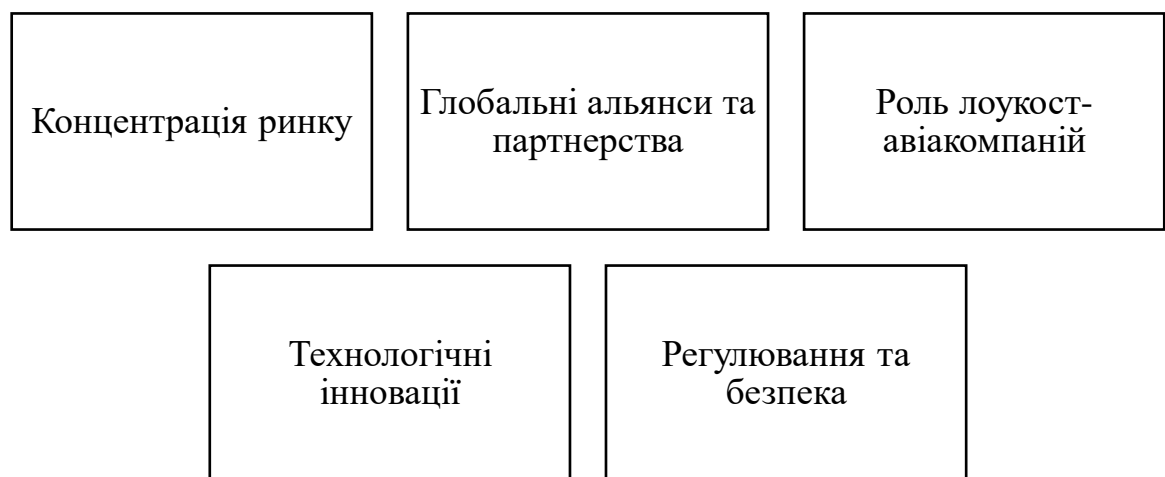 Концентрація ринку
Глобальні альянси та
партнерства
Роль лоукост-
авіакомпаній
Технологічні
інновації
Регулювання та
безпека